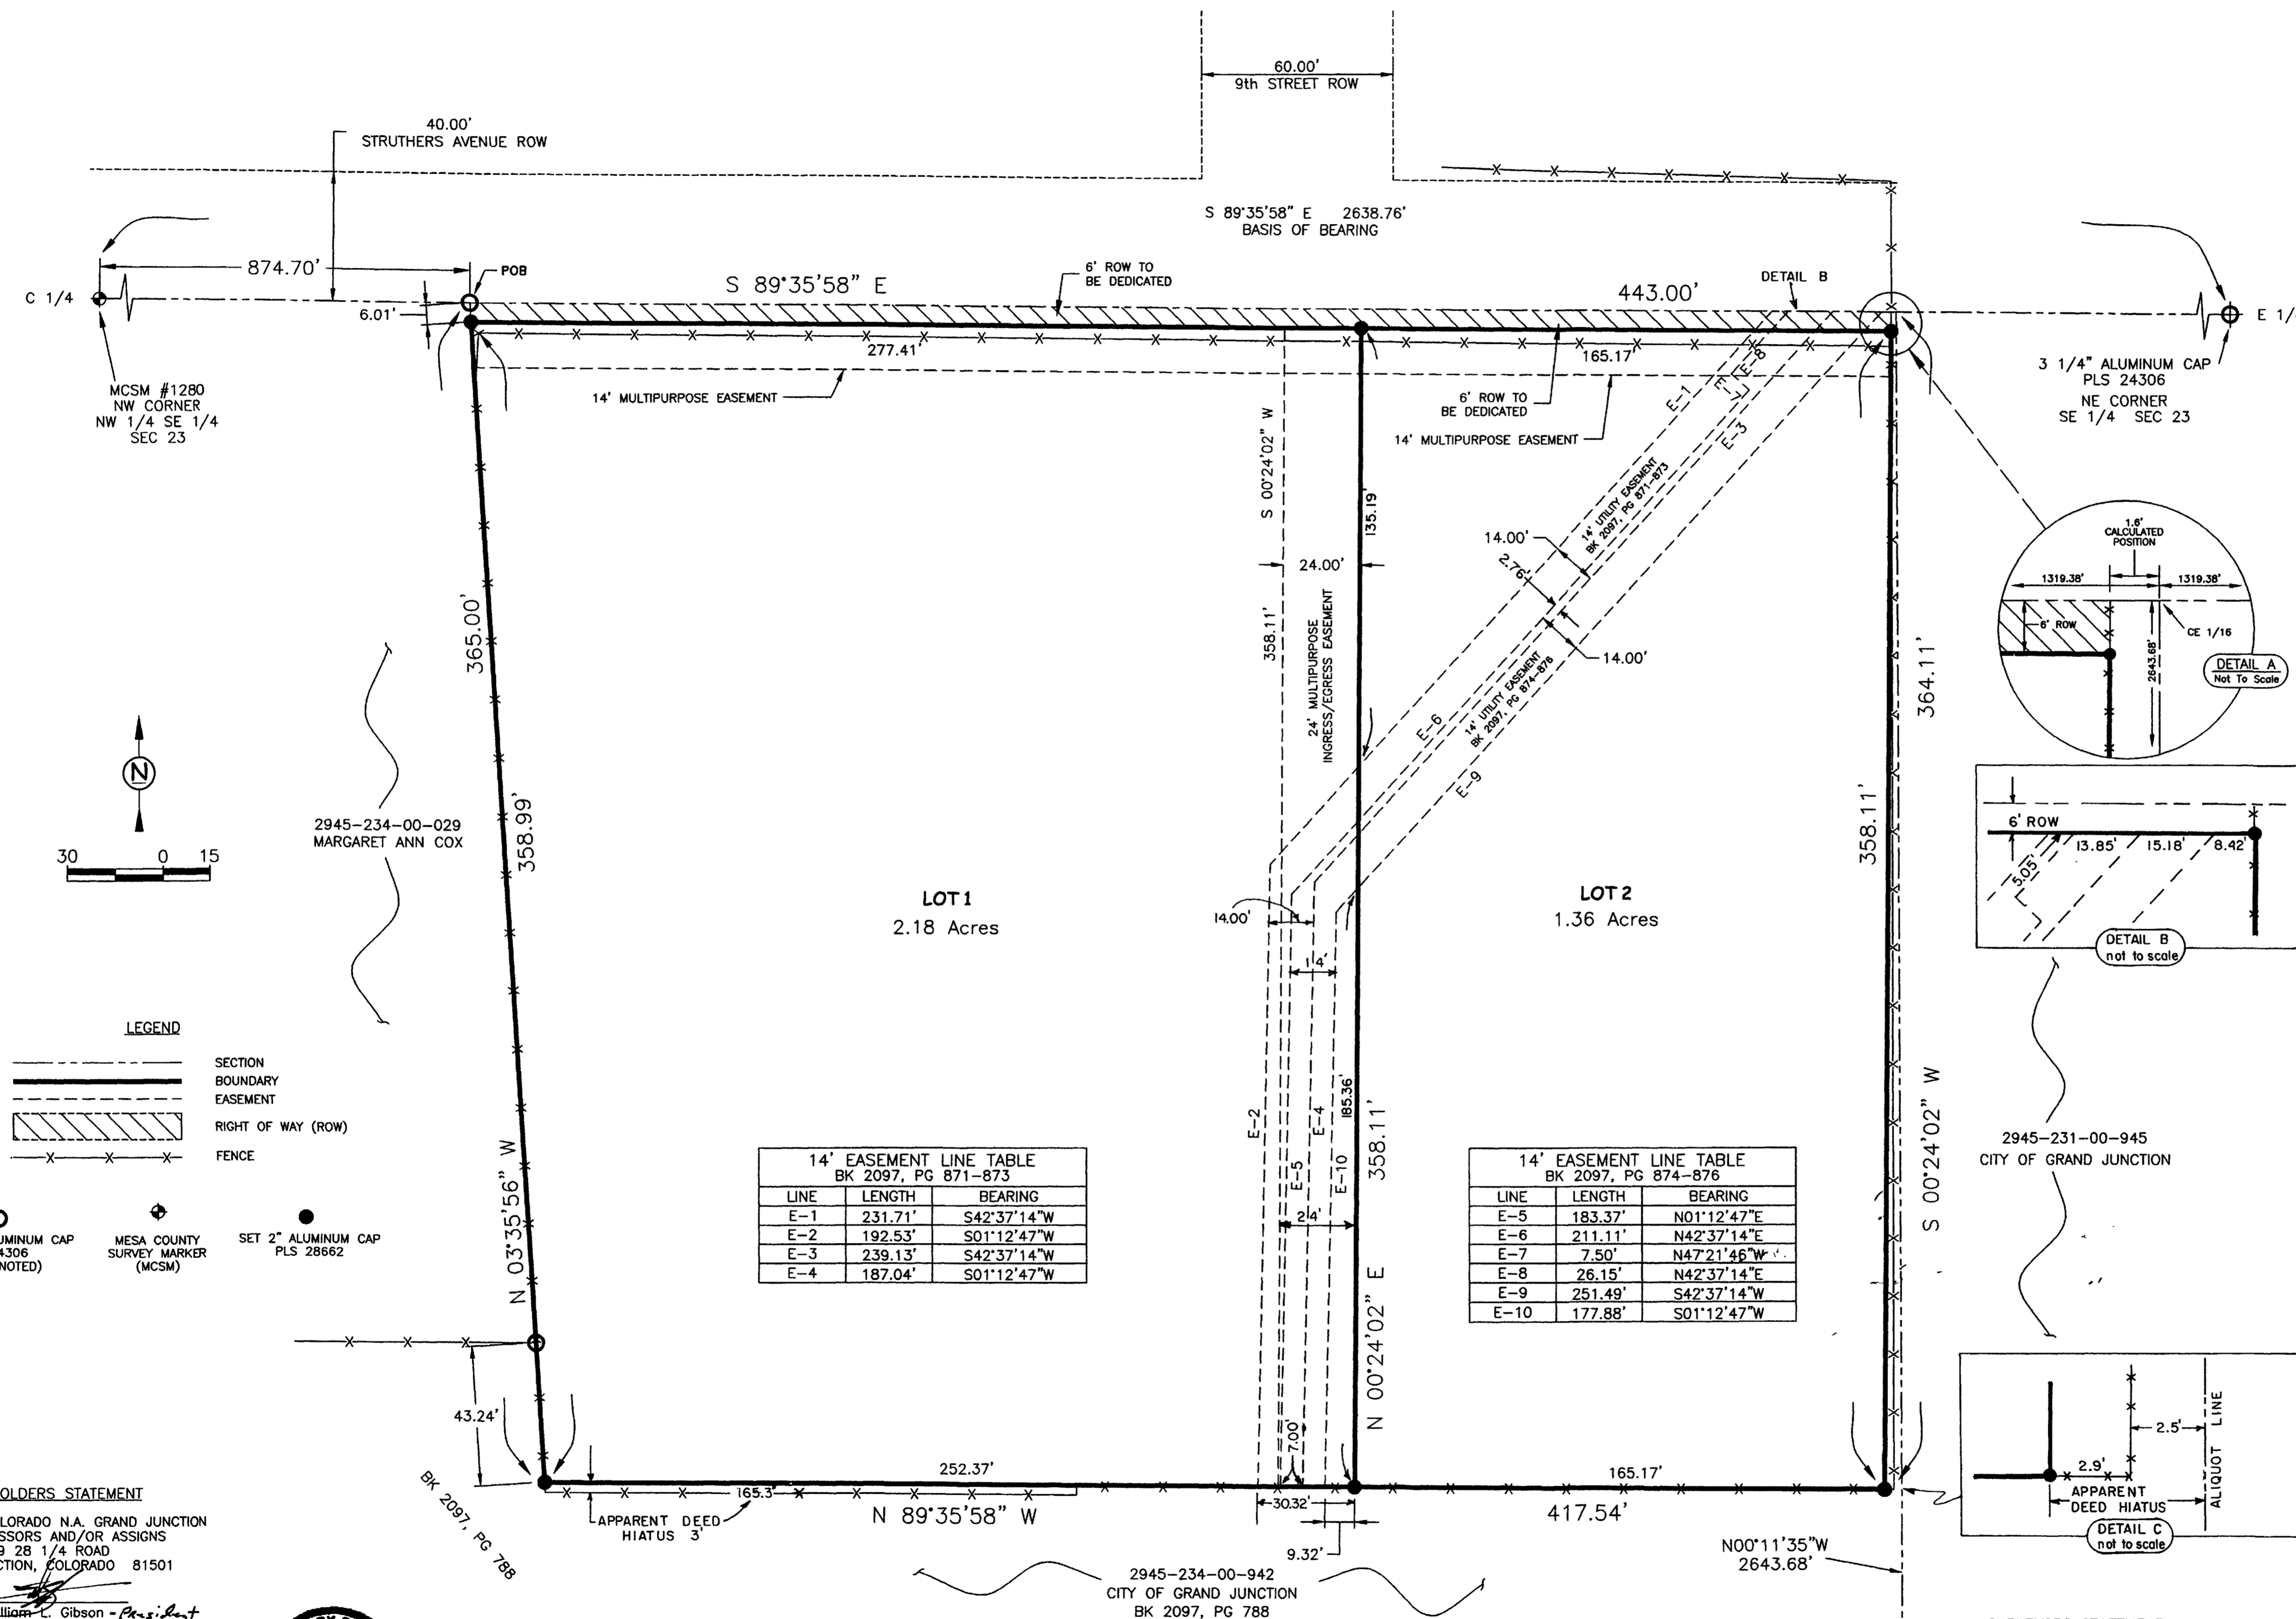 60.00'
9th STREET ROW
40.00'
STRUTHERS AVENUE ROW
S 89°35'58" E 2638.76'
BASIS OF BEARING
874.70'
POB
C 1/4
6.01'
S 89°35'58" E
6' ROW TO
BE DEDICATED
443.00'
DETAIL B
MCSM #1280
NW CORNER
NW 1/4 SE 1/4
SEC 23
277.41'
165.17'
14' MULTIPURPOSE EASEMENT
6' ROW TO
BE DEDICATED
14' MULTIPURPOSE EASEMENT
3 1/4" ALUMINUM CAP
PLS 24306
NE CORNER
SE 1/4 SEC 23
E-1
E-7
E-8
E-3
S 00°24'02" W
358.11'
24.00'
135.19'
24' MULTIPURPOSE
INGRESS/EGRESS EASEMENT
14' UTILITY EASEMENT
BK 2097, PG 871-873
14.00'
2.76'
14.00'
14' UTILITY EASEMENT
BK 2097, PG 874-876
E-6
E-9
1.6'
CALCULATED
POSITION
1319.38'
1319.38'
6' ROW
CE 1/16
2643.68'
DETAIL A
Not To Scale
365.00'
358.99'
364.11'
358.11'
N
30 0 15
2945-234-00-029
MARGARET ANN COX
6' ROW
13.85'
15.18'
8.42'
5.05'
DETAIL B
not to scale
LOT 1
2.18 Acres
LOT 2
1.36 Acres
14.00'
14'
LEGEND
SECTION
BOUNDARY
EASEMENT
RIGHT OF WAY (ROW)
FENCE
MESA COUNTY
SURVEY MARKER
(MCSM)
SET 2" ALUMINUM CAP
PLS 28662
N 03°35'56" W
E-2
E-5
E-4
E-10
185.36'
358.11'
24'
N 00°24'02" E
S 00°24'02" W
2945-231-00-945
CITY OF GRAND JUNCTION
14' EASEMENT LINE TABLE
BK 2097, PG 871-873
LINE LENGTH BEARING
E-1 231.71' S42°37'14"W
E-2 192.53' S01°12'47"W
E-3 239.13' S42°37'14"W
E-4 187.04' S01°12'47"W
14' EASEMENT LINE TABLE
BK 2097, PG 874-876
LINE LENGTH BEARING
E-5 183.37' N01°12'47"E
E-6 211.11' N42°37'14"E
E-7 7.50' N47°21'46"W
E-8 26.15' N42°37'14"E
E-9 251.49' S42°37'14"W
E-10 177.88' S01°12'47"W
43.24'
BK 2097, PG 788
252.37'
165.3'
APPARENT DEED
HIATUS 3'
N 89°35'58" W
7.00'
30.32'
9.32'
165.17'
417.54'
N00°11'35"W
2643.68'
2.5'
2.9'
APPARENT
DEED HIATUS
ALIQUOT LINE
DETAIL C
not to scale
2945-234-00-942
CITY OF GRAND JUNCTION
BK 2097, PG 788
OLDERS STATEMENT
LORADO N.A. GRAND JUNCTION
SSORS AND/OR ASSIGNS
9 28 1/4 ROAD
CTION, COLORADO 81501
lliam L. Gibson - President